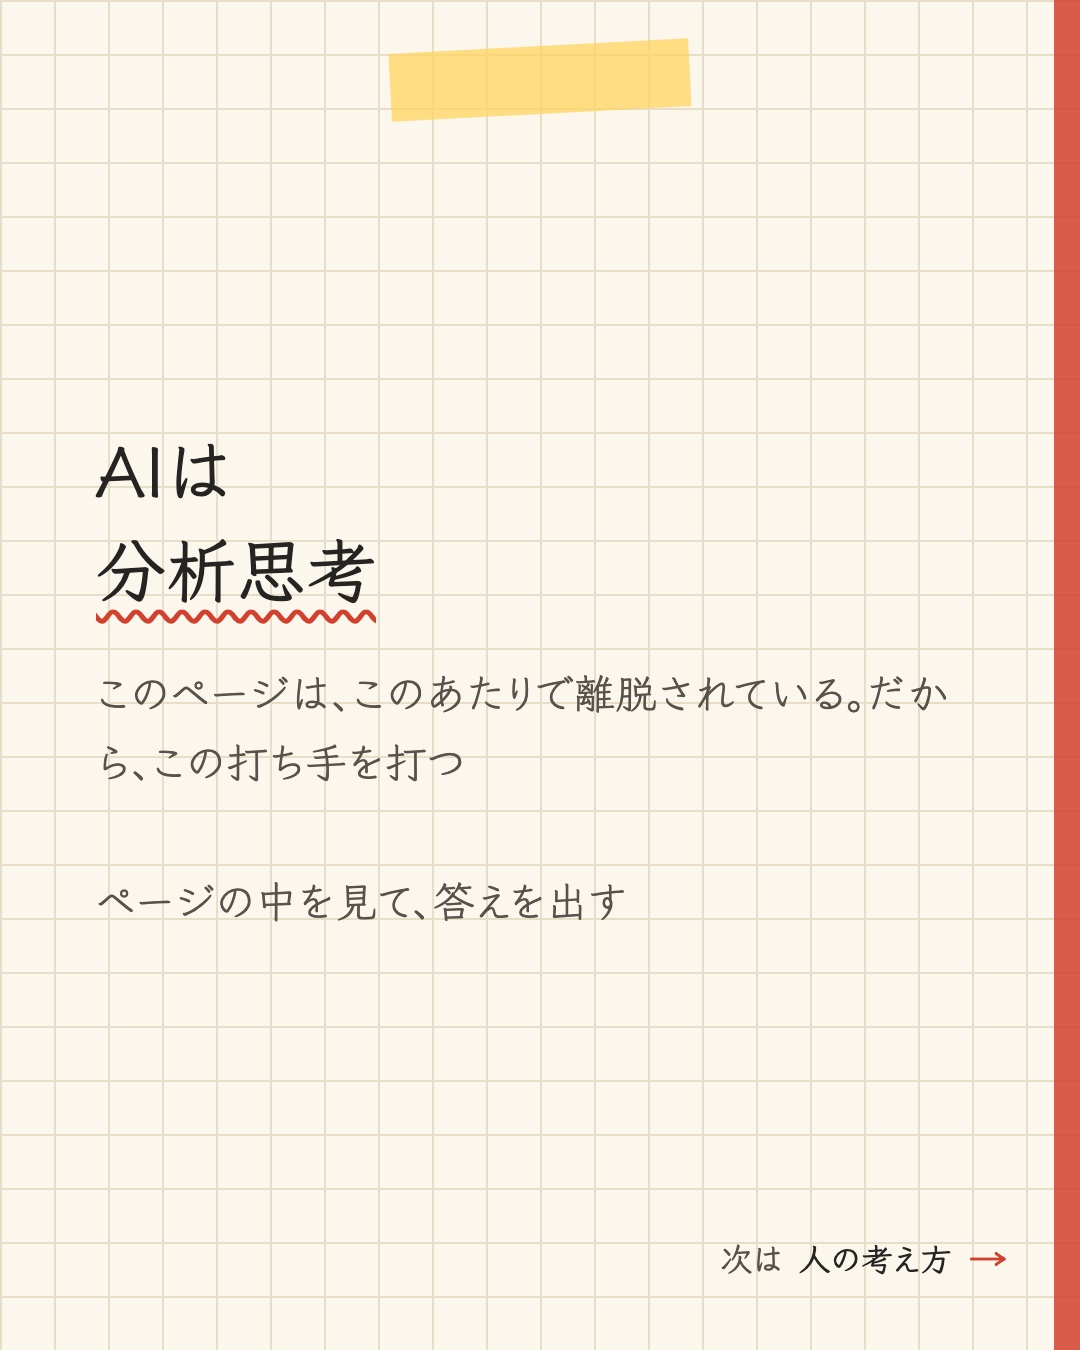 AIは
分析思考
このページは、このあたりで離脱されている。だか
ら、この打ち手を打つ
ページの中を見て、答えを出す
次は 人の考え方 →